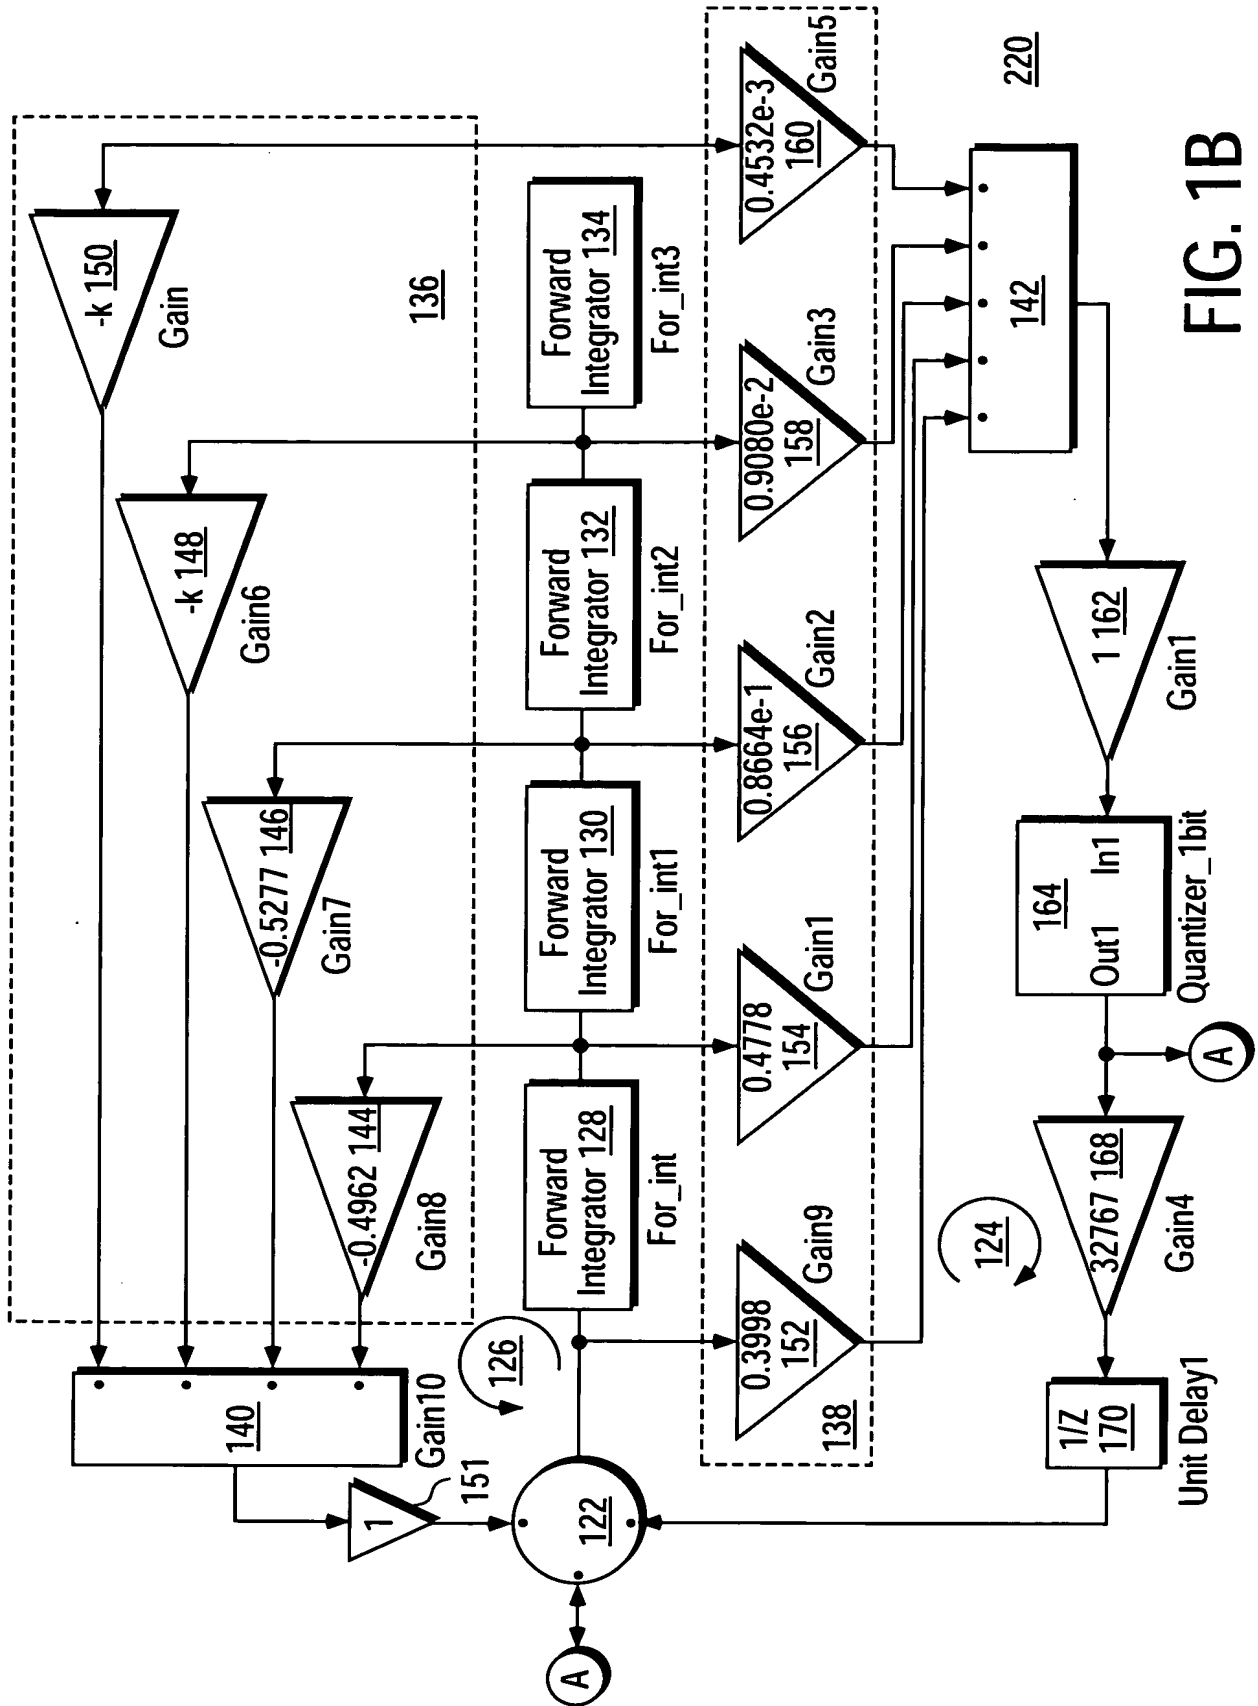 -k 150
Gain
136
-k 148
Gain6
-0.5277 146
Gain7
-0.4962 144
Gain8
140
Gain10
1
151
126
122
A
Forward
Integrator 128
For_int
Forward
Integrator 130
For_int1
Forward
Integrator 132
For_int2
Forward
Integrator 134
For_int3
0.3998
152
Gain9
0.4778
154
Gain1
0.8664e-1
156
Gain2
0.9080e-2
158
Gain3
0.4532e-3
160
Gain5
138
142
220
124
1/Z
170
Unit Delay1
32767 168
Gain4
A
164
Out1 In1
Quantizer_1bit
1 162
Gain1
FIG. 1B